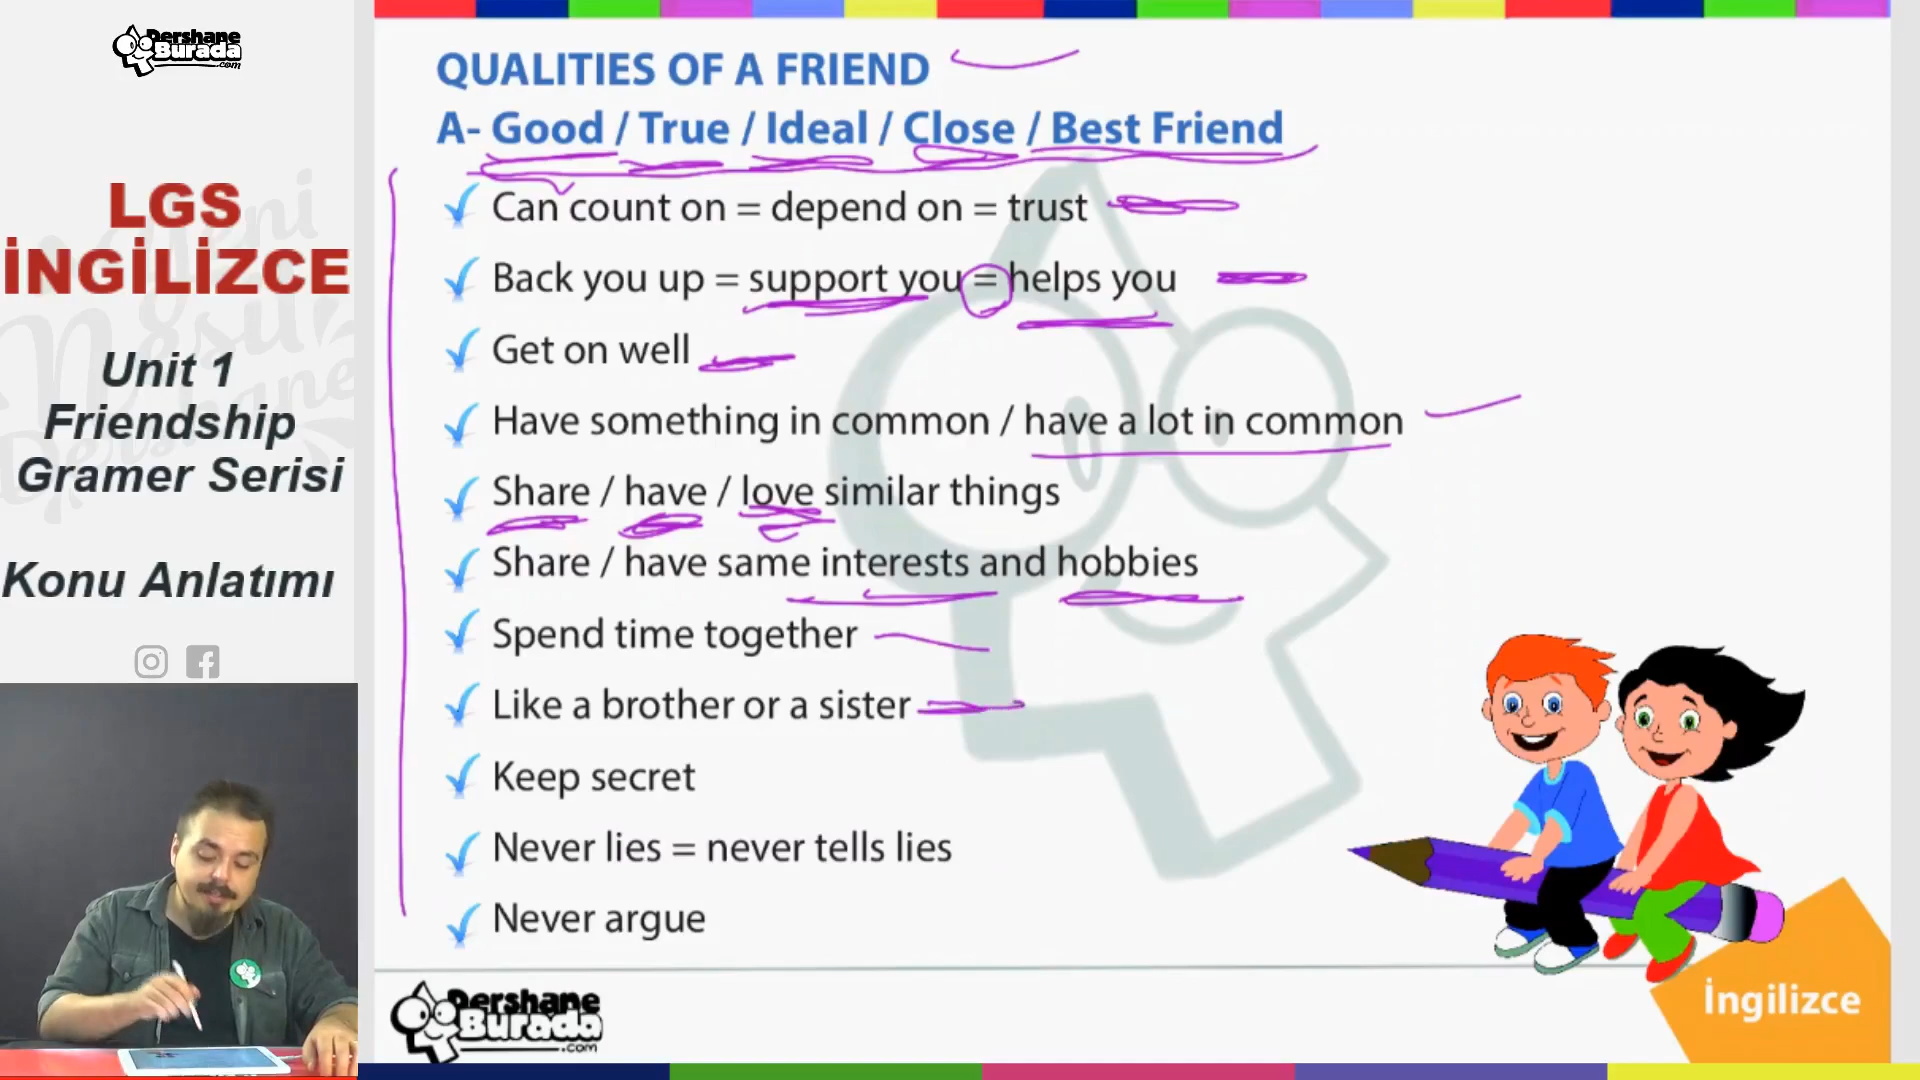 Dershane
Burada
.com
LGS
İNGİLİZCE
Unit 1
Friendship
Gramer Serisi
Konu Anlatımı
QUALITIES OF A FRIEND
A- Good / True / Ideal / Close / Best Friend
Can count on = depend on = trust
Back you up = support you = helps you
Get on well
Have something in common / have a lot in common
Share / have / love similar things
Share / have same interests and hobbies
Spend time together
Like a brother or a sister
Keep secret
Never lies = never tells lies
Never argue
Dershane
Burada
.com
İngilizce